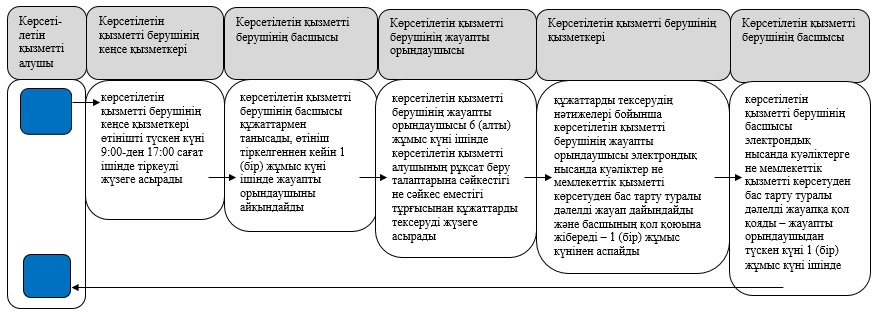 Көрсеті-
летін
қызметті
алушы
Көрсетілетін
қызметті берушінің
кеңсе қызметкері
Көрсетілетін қызметті
берушінің басшысы
Көрсетілетін қызметті
берушінің жауапты
орындаушысы
Көрсетілетін қызметті берушінің
қызметкері
Көрсетілетін қызметті
берушінің басшысы
көрсетілетін
қызметті берушінің
кеңсе қызметкері
өтінішті түскен күні
9:00-ден 17:00 сағат
ішінде тіркеуді
жүзеге асырады
көрсетілетін қызметті
берушінің басшысы
құжаттармен
танысады, өтініш
тіркелгеннен кейін 1
(бір) жұмыс күні
ішінде жауапты
орындаушыны
айқындайды
көрсетілетін қызметті
берушінің жауапты
орындаушысы 6 (алты)
жұмыс күні ішінде
көрсетілетін қызметті
алушының рұқсат беру
талаптарына сәйкестігі
не сәйкес еместігі
тұрғысынан құжаттарды
тексеруді жүзеге
асырады
құжаттарды тексерудің
нәтижелері бойынша
көрсетілетін қызметті
берушінің жауапты
орындаушысы электрондық
нысанда куәліктер не
мемлекеттік қызметті
көрсетуден бас тарту туралы
дәлелді жауап дайындайды
және басшының қол қоюына
жібереді – 1 (бір) жұмыс
күнінен аспайды
көрсетілетін
қызметті берушінің
басшысы
электрондық
нысанда куәліктерге
не мемлекеттік
қызметті көрсетуден
бас тарту туралы
дәлелді жауапқа қол
қояды – жауапты
орындаушыдан
түскен күні 1 (бір)
жұмыс күні ішінде